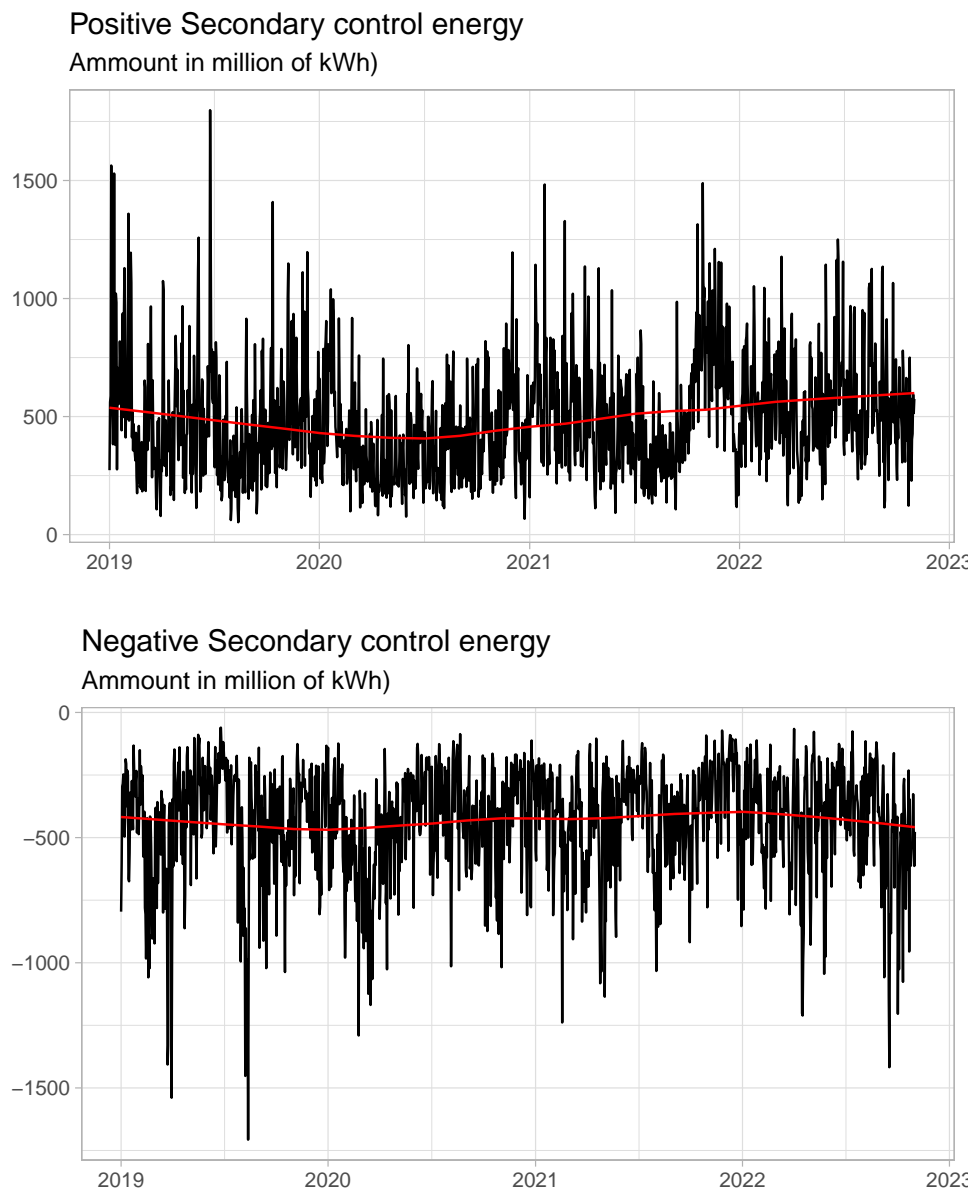 Positive Secondary control energy
Ammount in million of kWh)
1500
1000
500
0
2019 2020 2021 2022 2023
Negative Secondary control energy
Ammount in million of kWh)
0
−500
−1000
−1500
2019 2020 2021 2022 2023